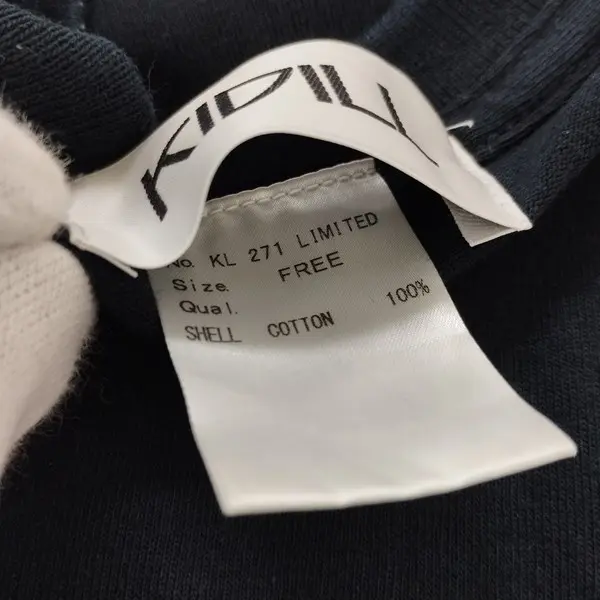 KIDILL
No. KL 271 LIMITED
Size. FREE
Qual.
SHELL COTTON 100%